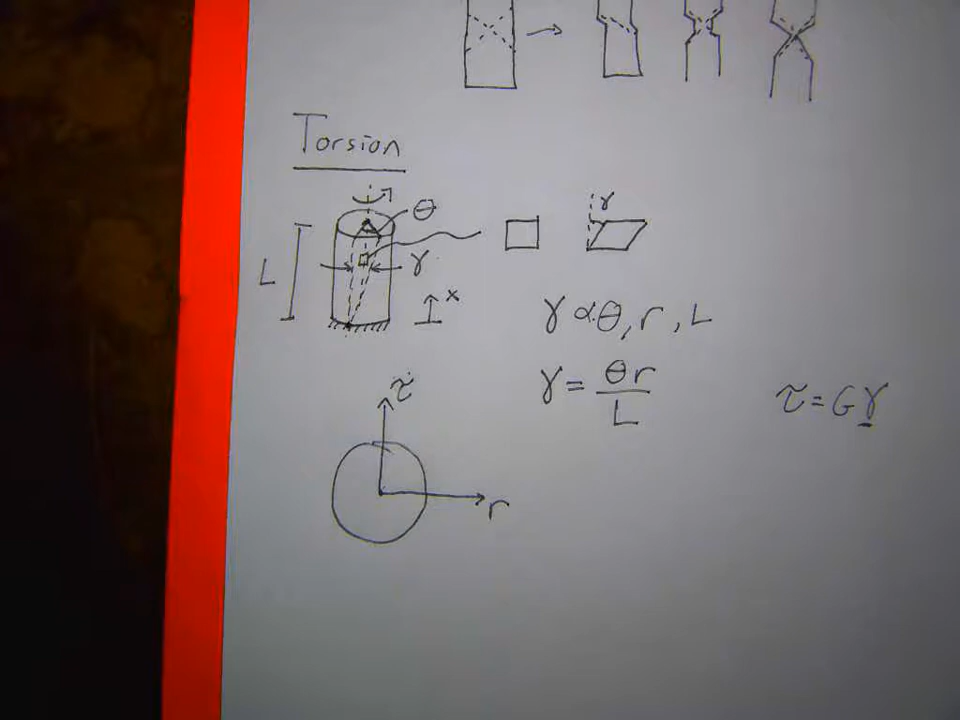 Torsion
θ
L
γ
γ
x
γ ∝ θ, r, L
γ = θr/L
τ = Gγ
τ
r